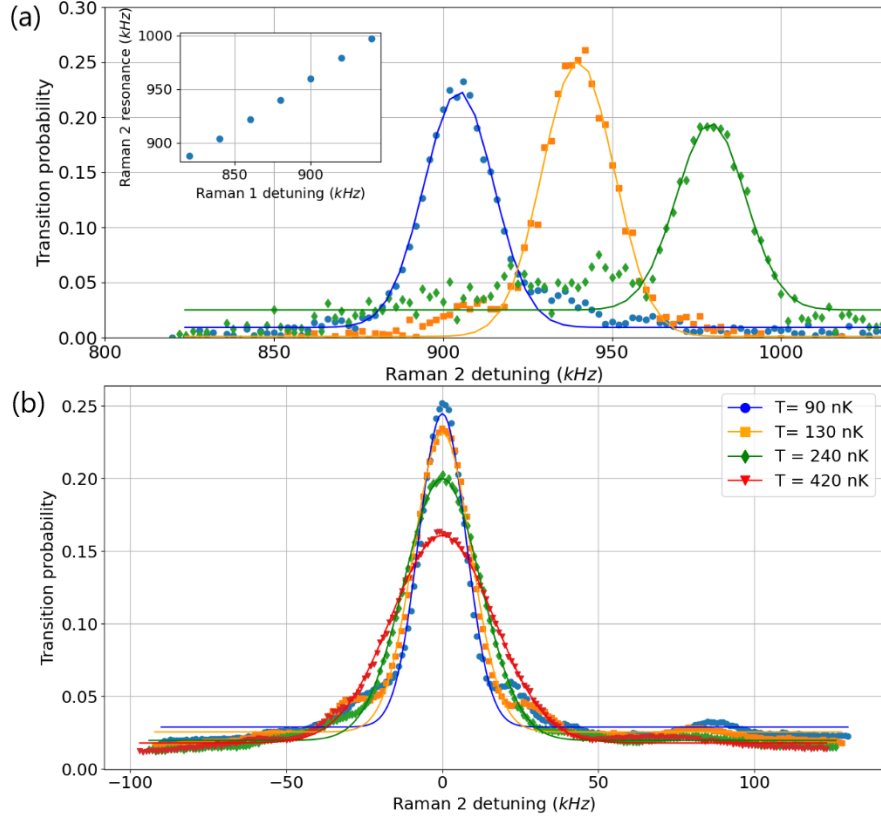 (a)
0.30
0.25
0.20
0.15
0.10
0.05
0.00
Transition probability
1000
950
900
Raman 2 resonance (kHz)
850 900
Raman 1 detuning (kHz)
800 850 900 950 1000
Raman 2 detuning (kHz)
(b)
0.25
0.20
0.15
0.10
0.05
0.00
Transition probability
T= 90 nK
T= 130 nK
T = 240 nK
T = 420 nK
−100 −50 0 50 100
Raman 2 detuning (kHz)